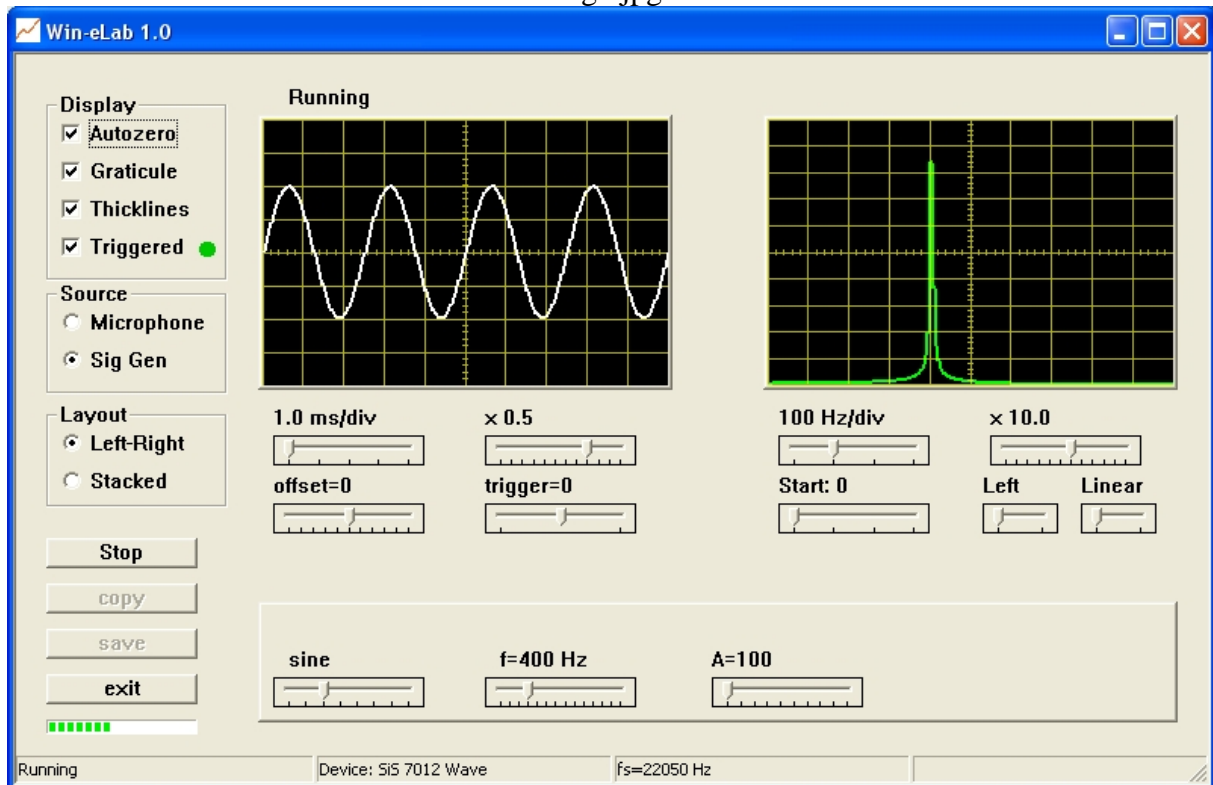 Win-eLab 1.0
Display
Autozero
Graticule
Thicklines
Triggered
Source
Microphone
Sig Gen
Layout
Left-Right
Stacked
Stop
copy
save
exit
Running
1.0 ms/div
× 0.5
offset=0
trigger=0
100 Hz/div
× 10.0
Start: 0
Left
Linear
sine
f=400 Hz
A=100
Running
Device: SiS 7012 Wave
fs=22050 Hz